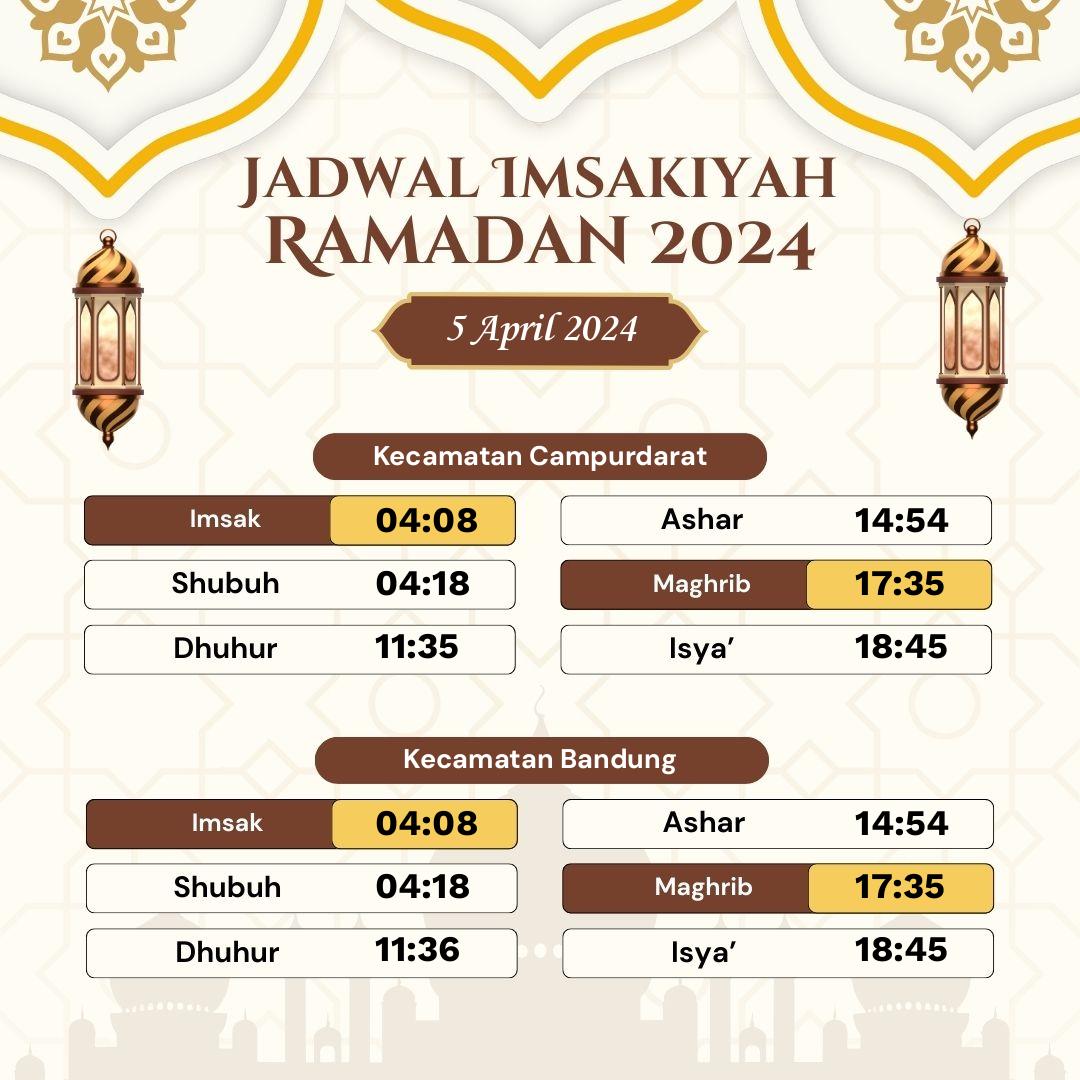 Jadwal Imsakiyah
Ramadan 2024
5 April 2024
Kecamatan Campurdarat
Imsak 04:08
Shubuh 04:18
Dhuhur 11:35
Ashar 14:54
Maghrib 17:35
Isya’ 18:45
Kecamatan Bandung
Imsak 04:08
Shubuh 04:18
Dhuhur 11:36
Ashar 14:54
Maghrib 17:35
Isya’ 18:45